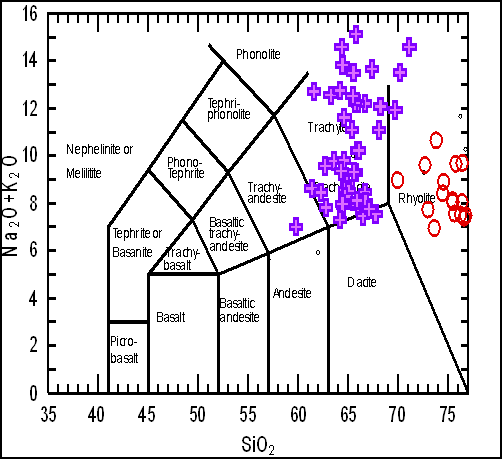 16
14
12
10
8
6
4
2
0
Na2O+K2O
35
40
45
50
55
60
65
70
75
SiO2
Phonolite
Tephri-
phonolite
Nephelinite or
Melilitite
Phono-
Tephrite
Trachy-
andesite
Rhyolite
Tephrite or
Basanite
Basaltic
trachy-
andesite
Trachy-
basalt
Picro-
basalt
Basalt
Basaltic
andesite
Andesite
Dacite